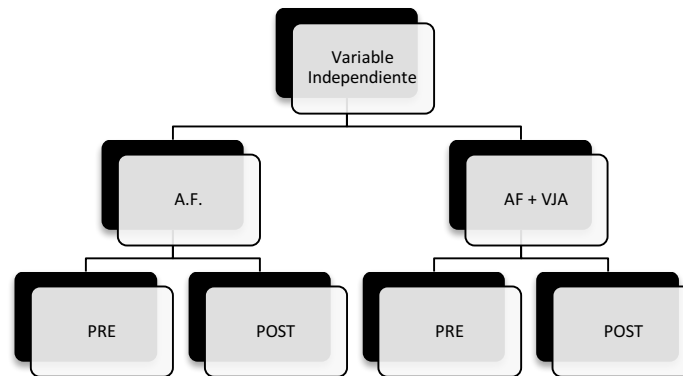 Variable
Independiente
A.F.
AF + VJA
PRE
POST
PRE
POST